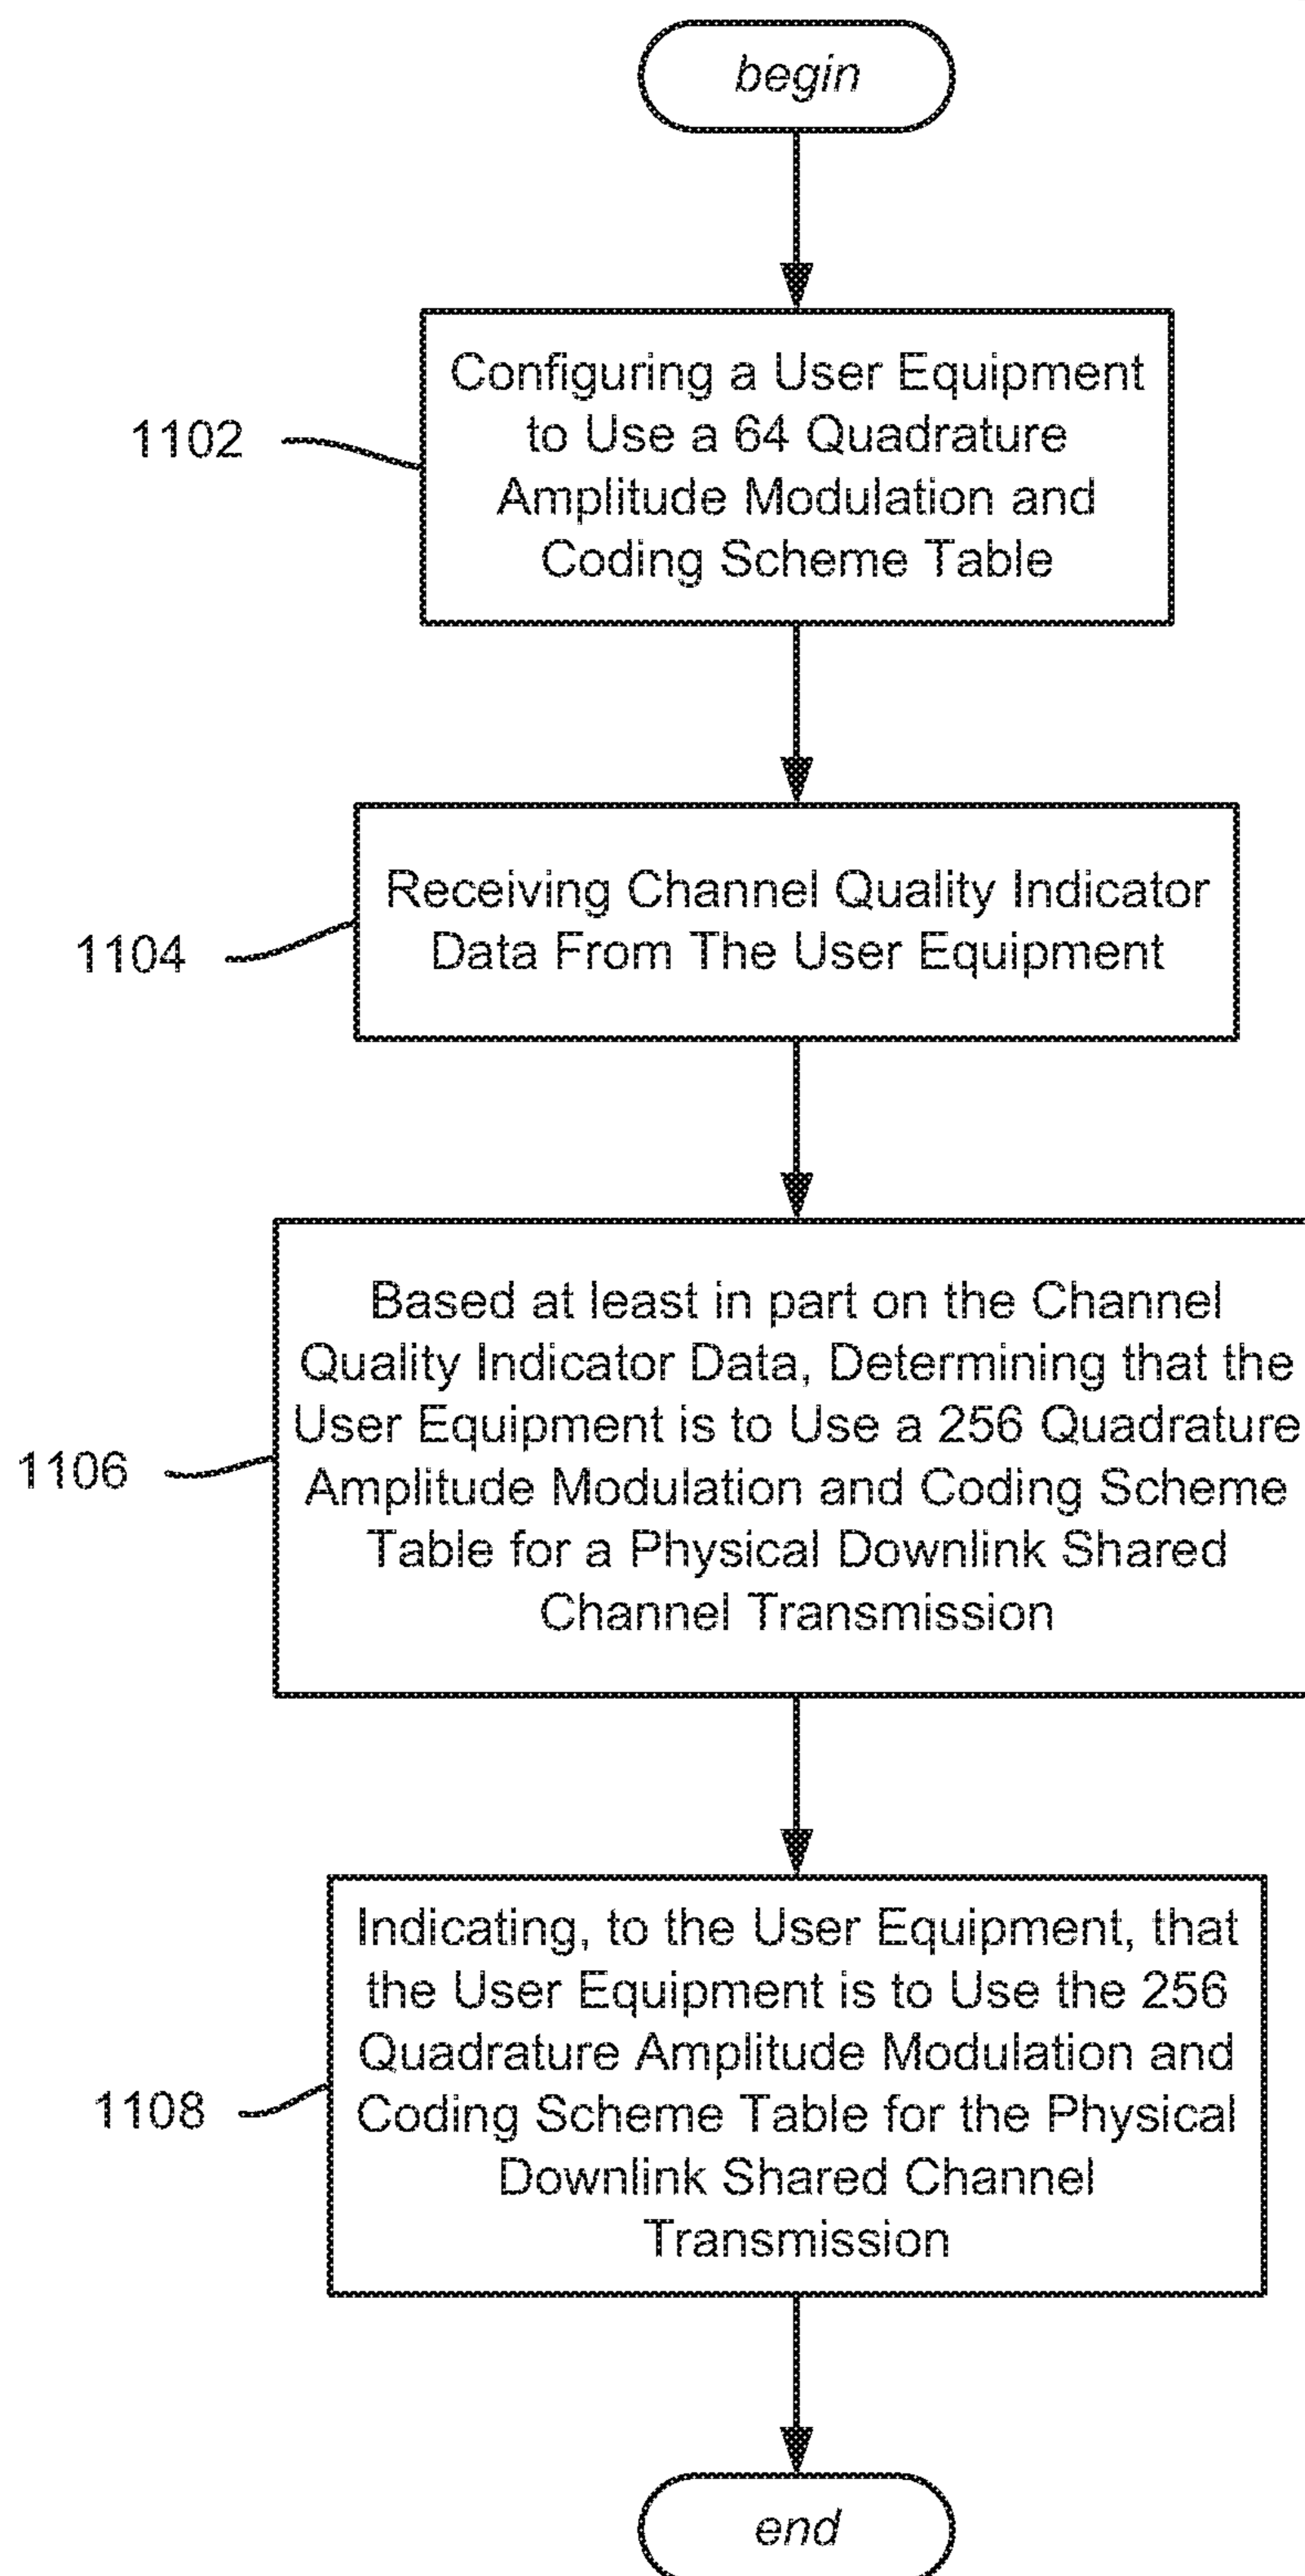 begin
1102
Configuring a User Equipment
to Use a 64 Quadrature
Amplitude Modulation and
Coding Scheme Table
1104
Receiving Channel Quality Indicator
Data From The User Equipment
1106
Based at least in part on the Channel
Quality Indicator Data, Determining that the
User Equipment is to Use a 256 Quadrature
Amplitude Modulation and Coding Scheme
Table for a Physical Downlink Shared
Channel Transmission
1108
Indicating, to the User Equipment, that
the User Equipment is to Use the 256
Quadrature Amplitude Modulation and
Coding Scheme Table for the Physical
Downlink Shared Channel
Transmission
end